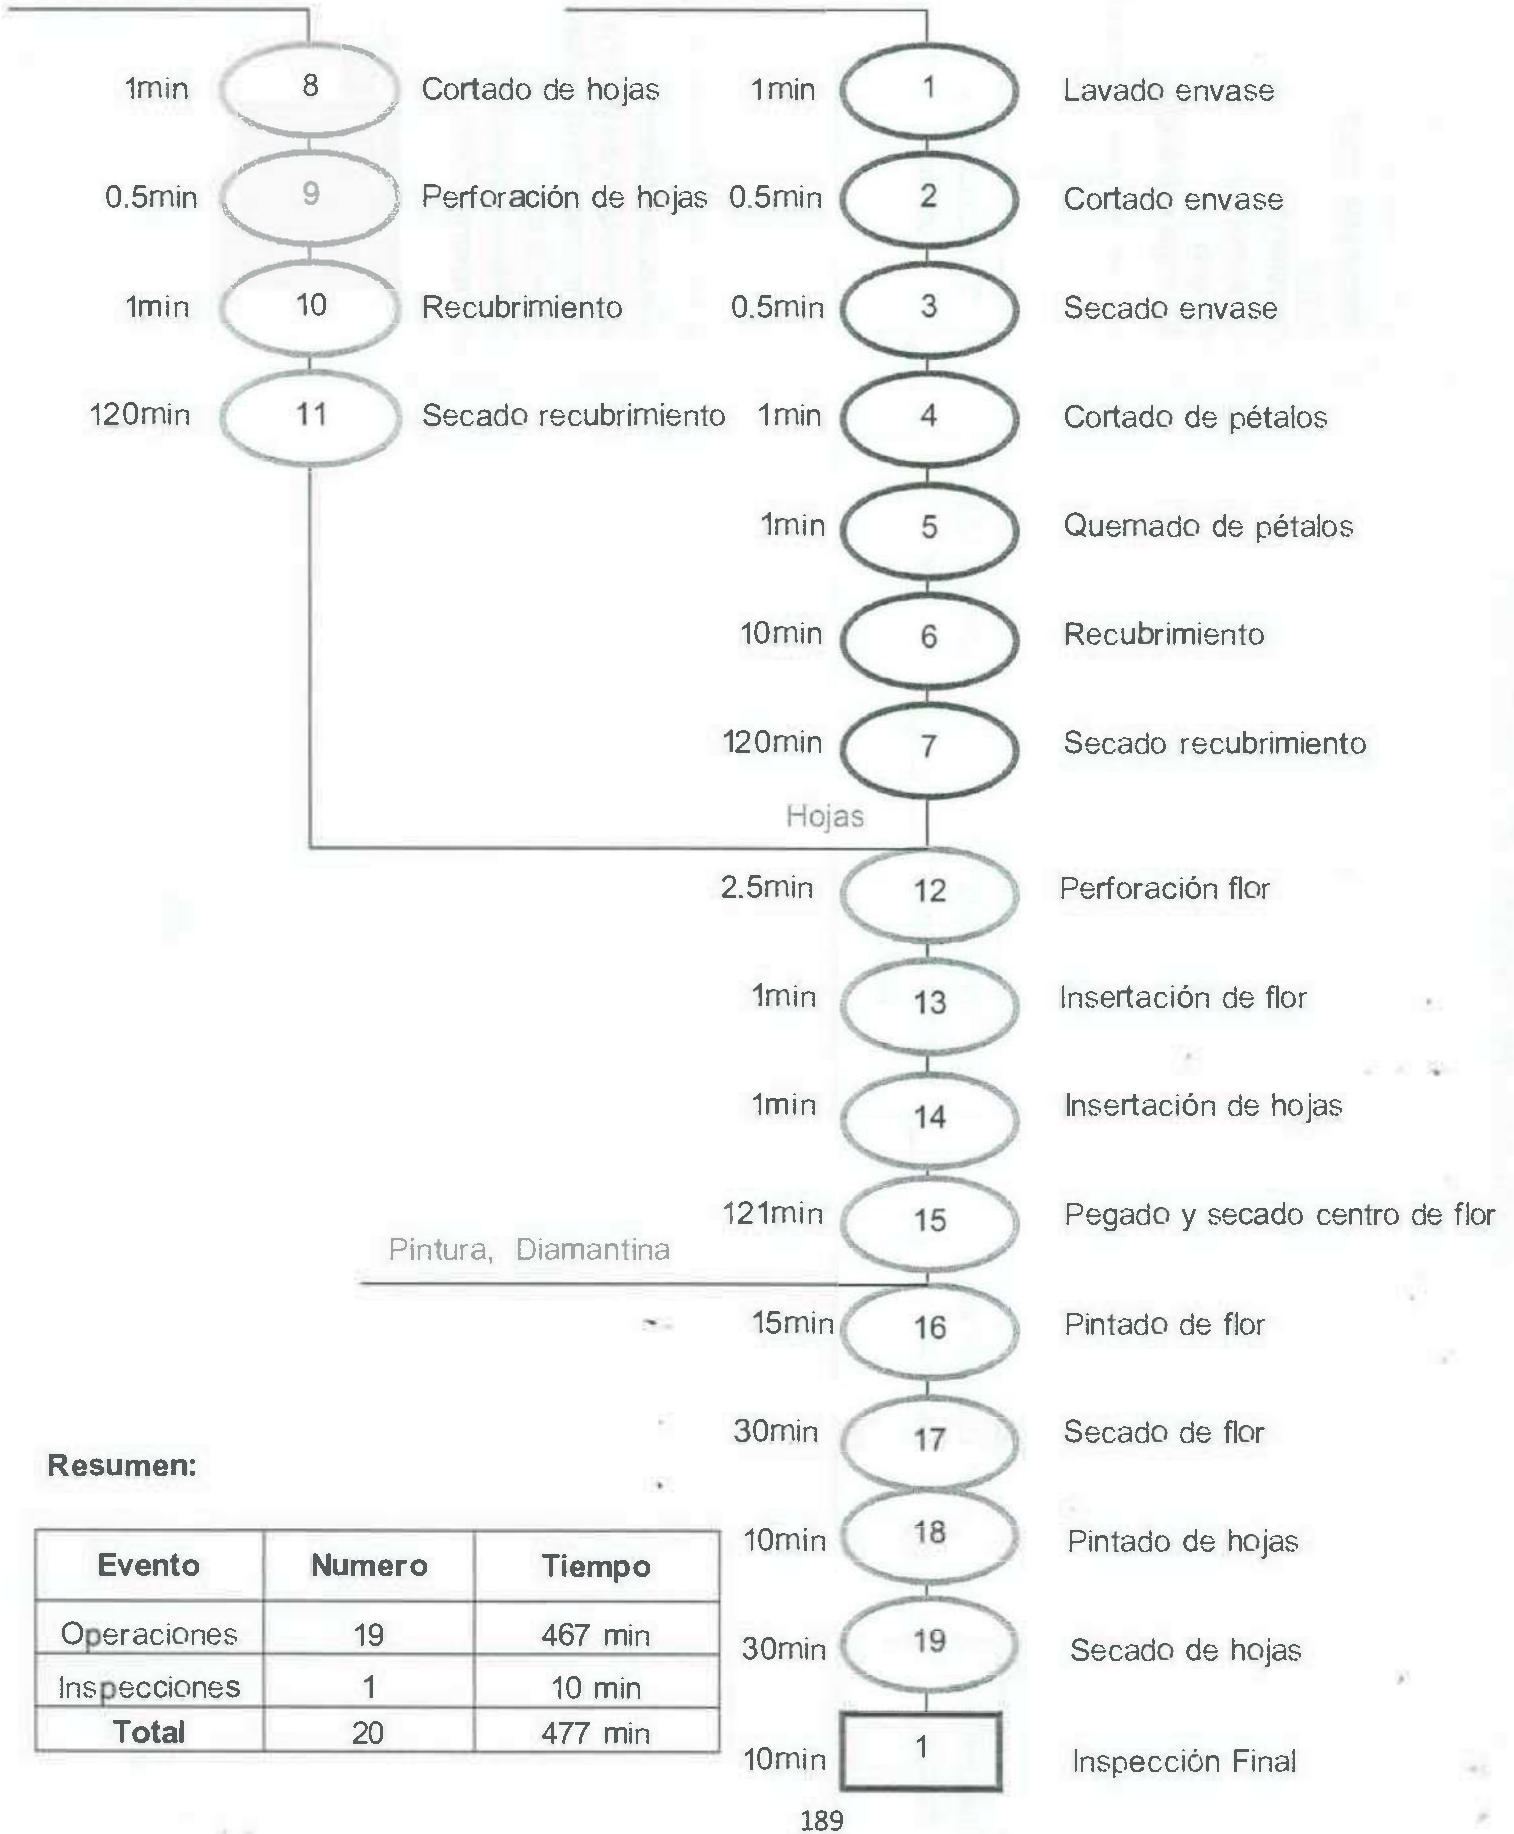 1min 8 Cortado de hojas 1min 1 Lavado envase
0.5min 9 Perforación de hojas 0.5min 2 Cortado envase
1min 10 Recubrimiento 0.5min 3 Secado envase
120min 11 Secado recubrimiento 1min 4 Cortado de pétalos
1min 5 Quemado de pétalos
10min 6 Recubrimiento
120min 7 Secado recubrimiento
Hojas
2.5min 12 Perforación flor
1min 13 Insertación de flor
1min 14 Insertación de hojas
121min 15 Pegado y secado centro de flor
Pintura, Diamantina
15min 16 Pintado de flor
30min 17 Secado de flor
Resumen:
10min 18 Pintado de hojas
Evento Numero Tiempo
Operaciones 19 467 min
30min 19 Secado de hojas
Inspecciones 1 10 min
Total 20 477 min
10min 1 Inspección Final
189